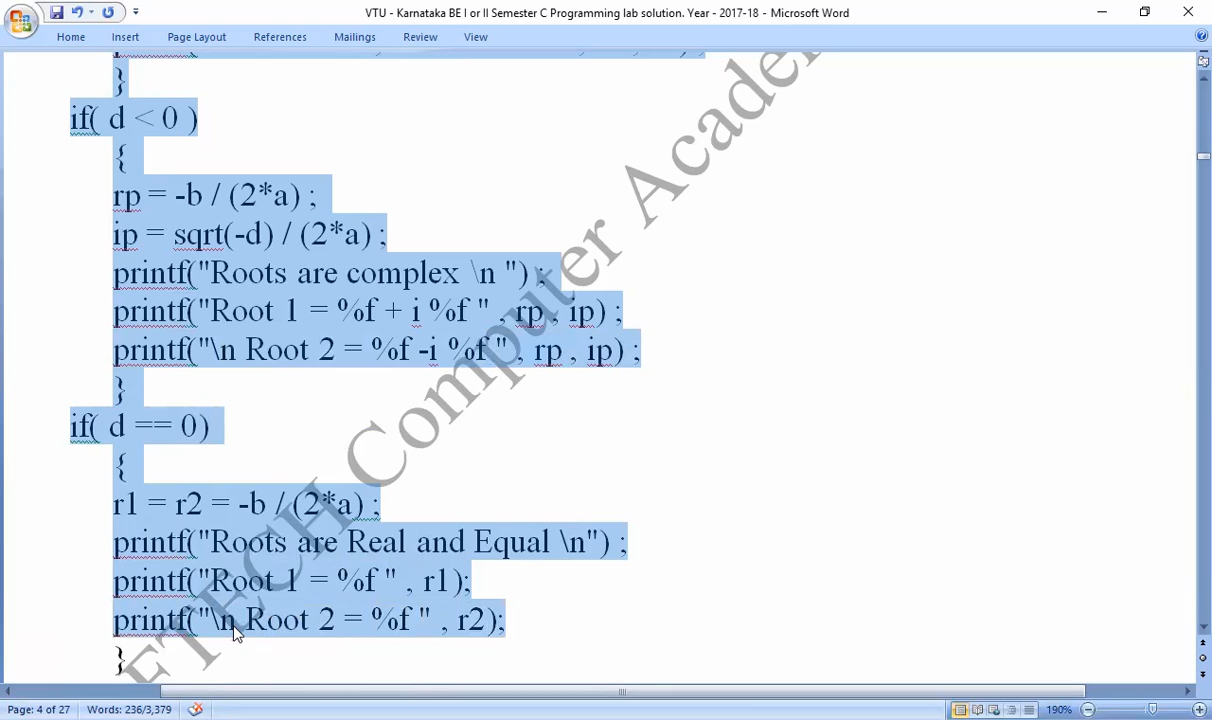 VTU - Karnataka BE I or II Semester C Programming lab solution. Year - 2017-18 - Microsoft Word
Home Insert Page Layout References Mailings Review View
}
if( d < 0 )
{
rp = -b / (2*a) ;
ip = sqrt(-d) / (2*a) ;
printf("Roots are complex \n ") ;
printf("Root 1 = %f + i %f " , rp , ip) ;
printf("\n Root 2 = %f -i %f ", rp , ip) ;
}
if( d == 0)
{
r1 = r2 = -b / (2*a) ;
printf("Roots are Real and Equal \n") ;
printf("Root 1 = %f " , r1);
printf("\n Root 2 = %f " , r2);
}
ETECH Computer Academ
Page: 4 of 27 Words: 236/3,379 190%